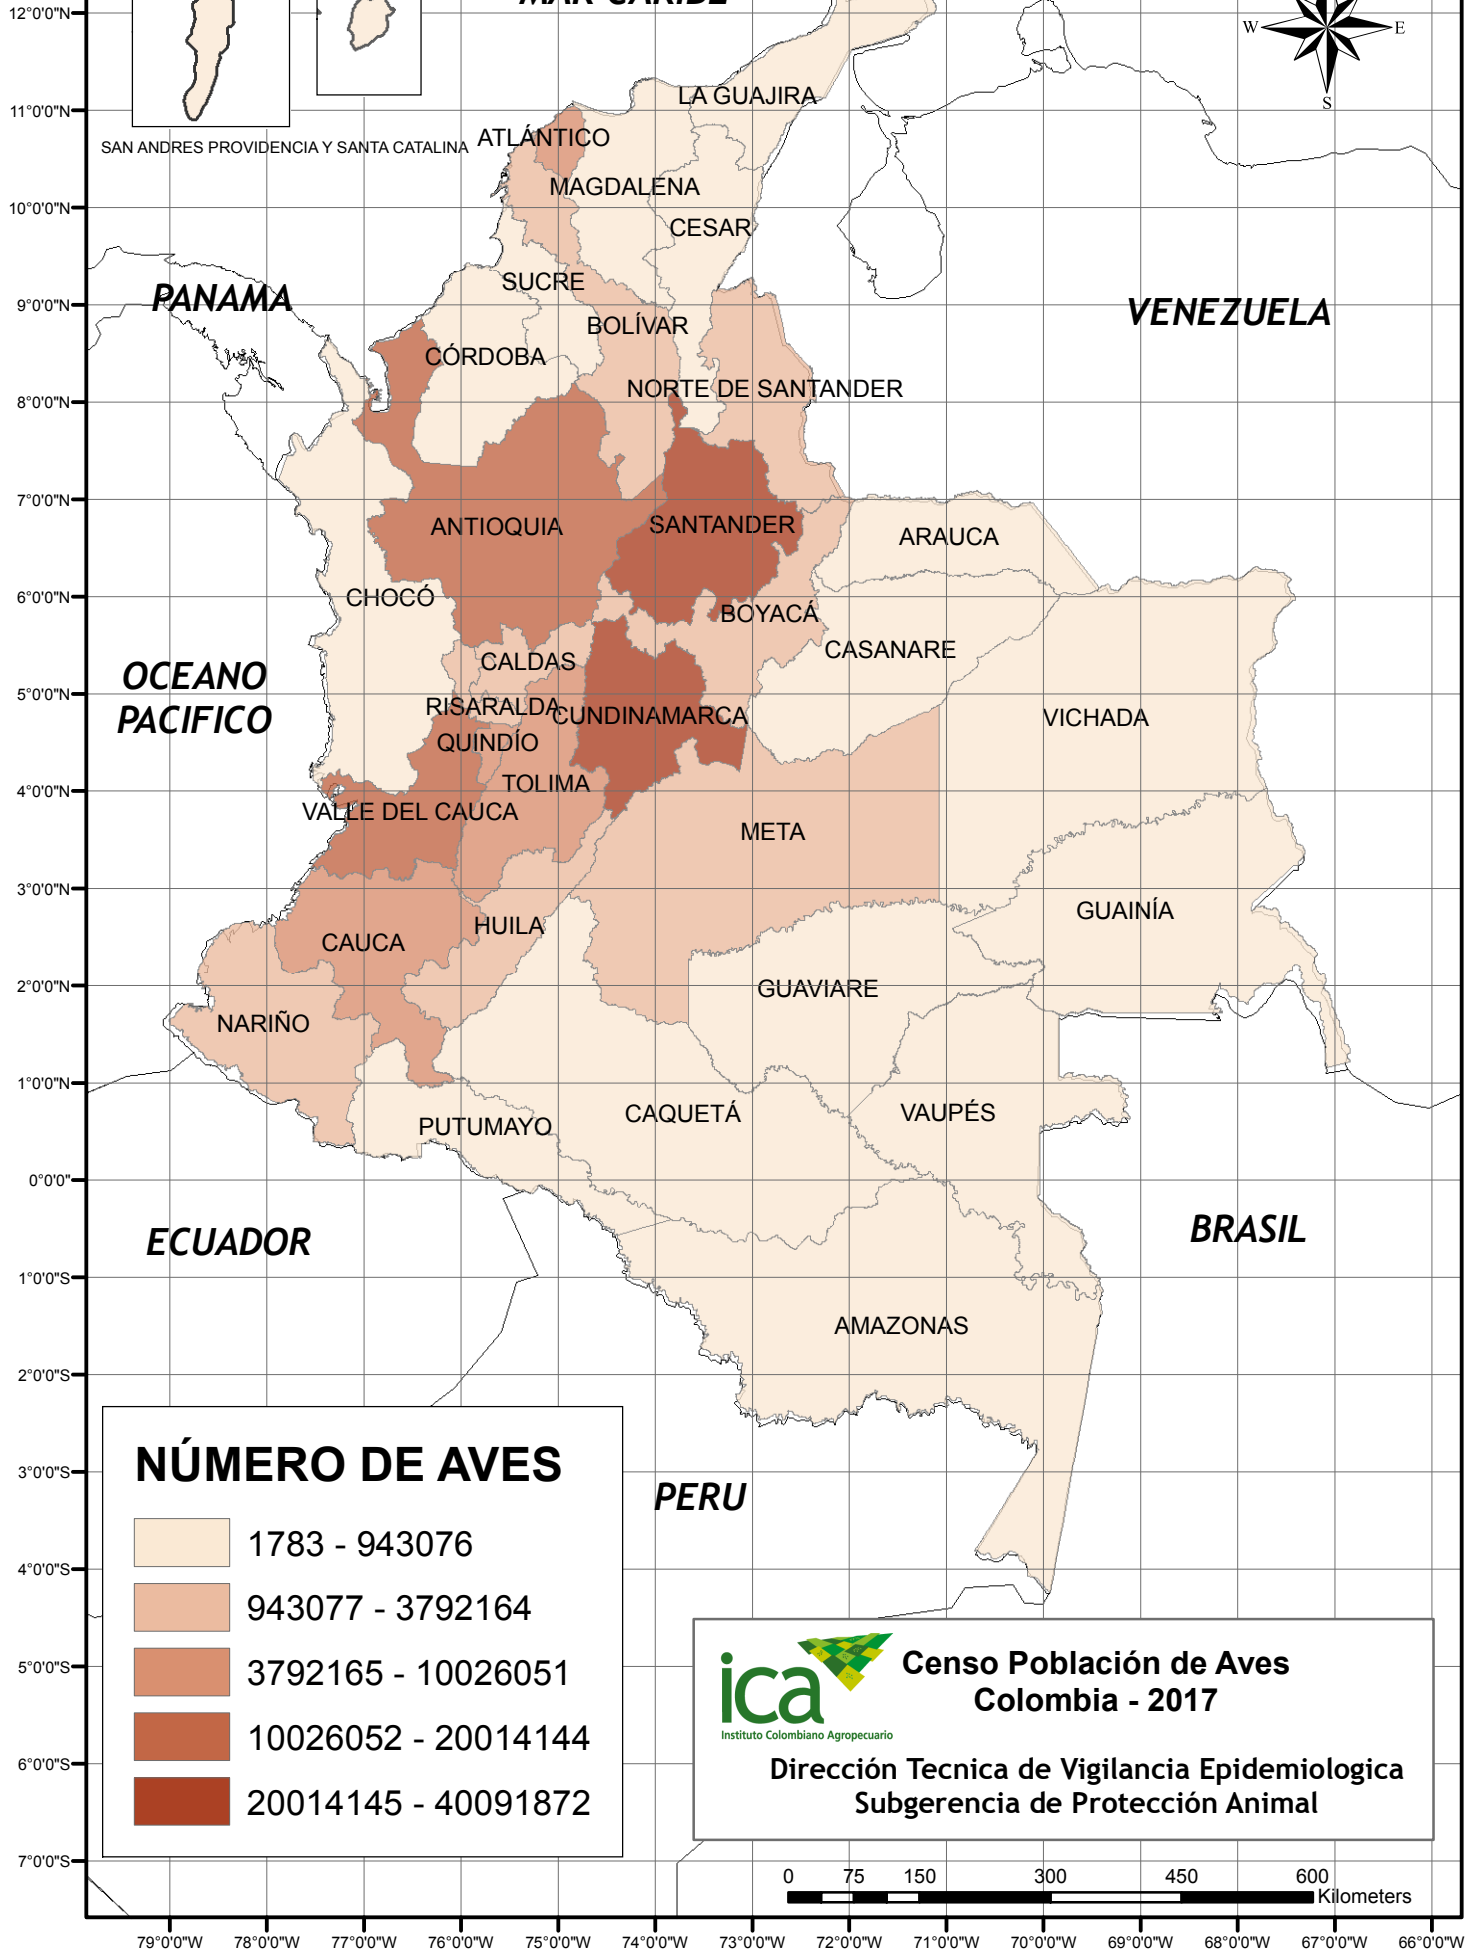 MAR CARIBE
W E
S
SAN ANDRES PROVIDENCIA Y SANTA CATALINA
LA GUAJIRA
ATLÁNTICO
MAGDALENA
CESAR
SUCRE
PANAMA
VENEZUELA
BOLÍVAR
CÓRDOBA
NORTE DE SANTANDER
ANTIOQUIA
SANTANDER
ARAUCA
CHOCÓ
BOYACÁ
CASANARE
OCEANO
PACIFICO
CALDAS
RISARALDA
CUNDINAMARCA
VICHADA
QUINDÍO
TOLIMA
VALLE DEL CAUCA
META
GUAINÍA
HUILA
CAUCA
GUAVIARE
NARIÑO
CAQUETÁ
VAUPÉS
PUTUMAYO
ECUADOR
BRASIL
AMAZONAS
PERU
12°0'0"N
11°0'0"N
10°0'0"N
9°0'0"N
8°0'0"N
7°0'0"N
6°0'0"N
5°0'0"N
4°0'0"N
3°0'0"N
2°0'0"N
1°0'0"N
0°0'0"
1°0'0"S
2°0'0"S
3°0'0"S
4°0'0"S
5°0'0"S
6°0'0"S
7°0'0"S
NÚMERO DE AVES
1783 - 943076
943077 - 3792164
3792165 - 10026051
10026052 - 20014144
20014145 - 40091872
ica
Instituto Colombiano Agropecuario
Censo Población de Aves
Colombia - 2017
Dirección Tecnica de Vigilancia Epidemiologica
Subgerencia de Protección Animal
0 75 150 300 450 600
Kilometers
79°0'0"W 78°0'0"W 77°0'0"W 76°0'0"W 75°0'0"W 74°0'0"W 73°0'0"W 72°0'0"W 71°0'0"W 70°0'0"W 69°0'0"W 68°0'0"W 67°0'0"W 66°0'0"W